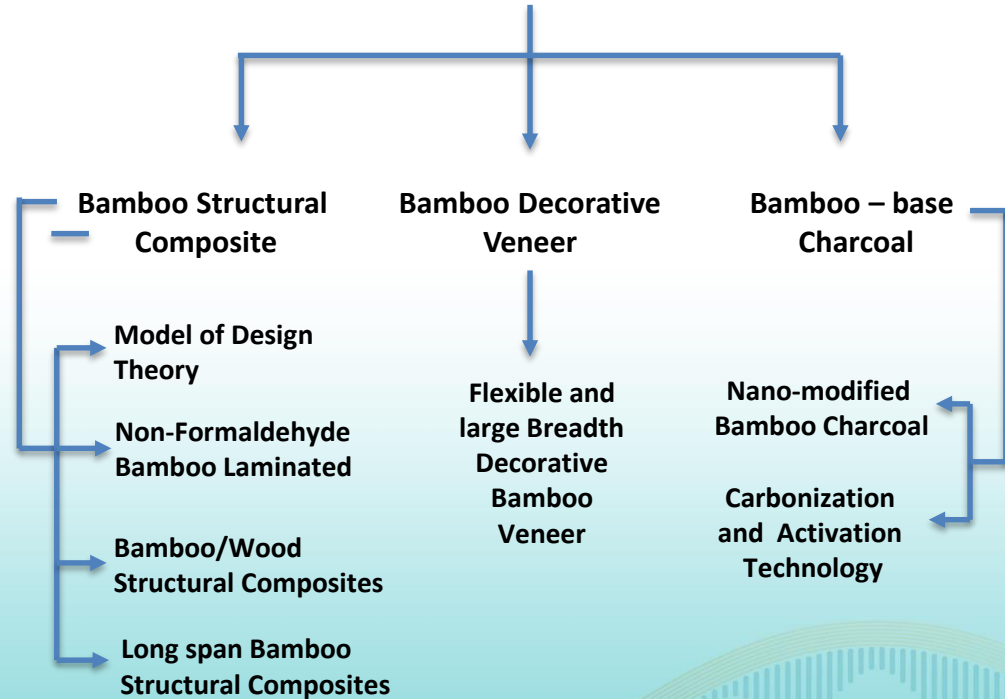 Bamboo Structural
Composite
Bamboo Decorative
Veneer
Bamboo – base
Charcoal
Model of Design
Theory
Non-Formaldehyde
Bamboo Laminated
Bamboo/Wood
Structural Composites
Long span Bamboo
Structural Composites
Flexible and
large Breadth
Decorative
Bamboo
Veneer
Nano-modified
Bamboo Charcoal
Carbonization
and Activation
Technology